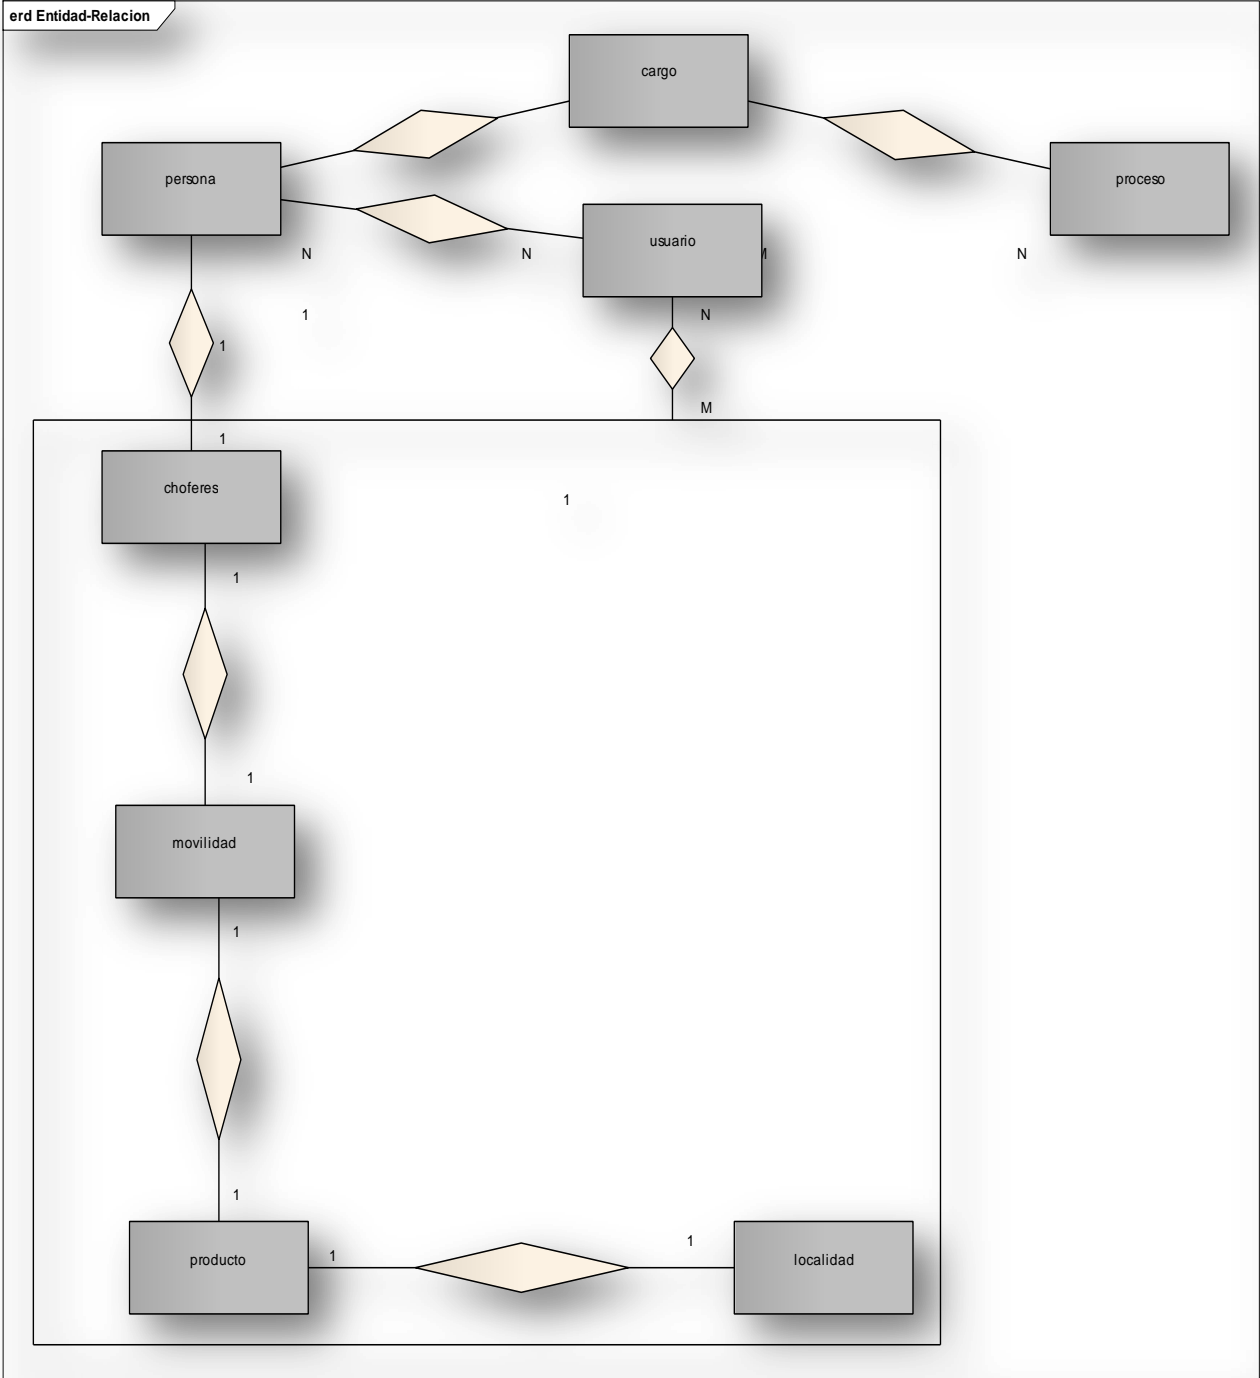 erd Entidad-Relacion
cargo
persona
proceso
usuario
N
N
M
N
1
N
1
M
1
choferes
1
1
1
movilidad
1
1
1
1
producto
localidad